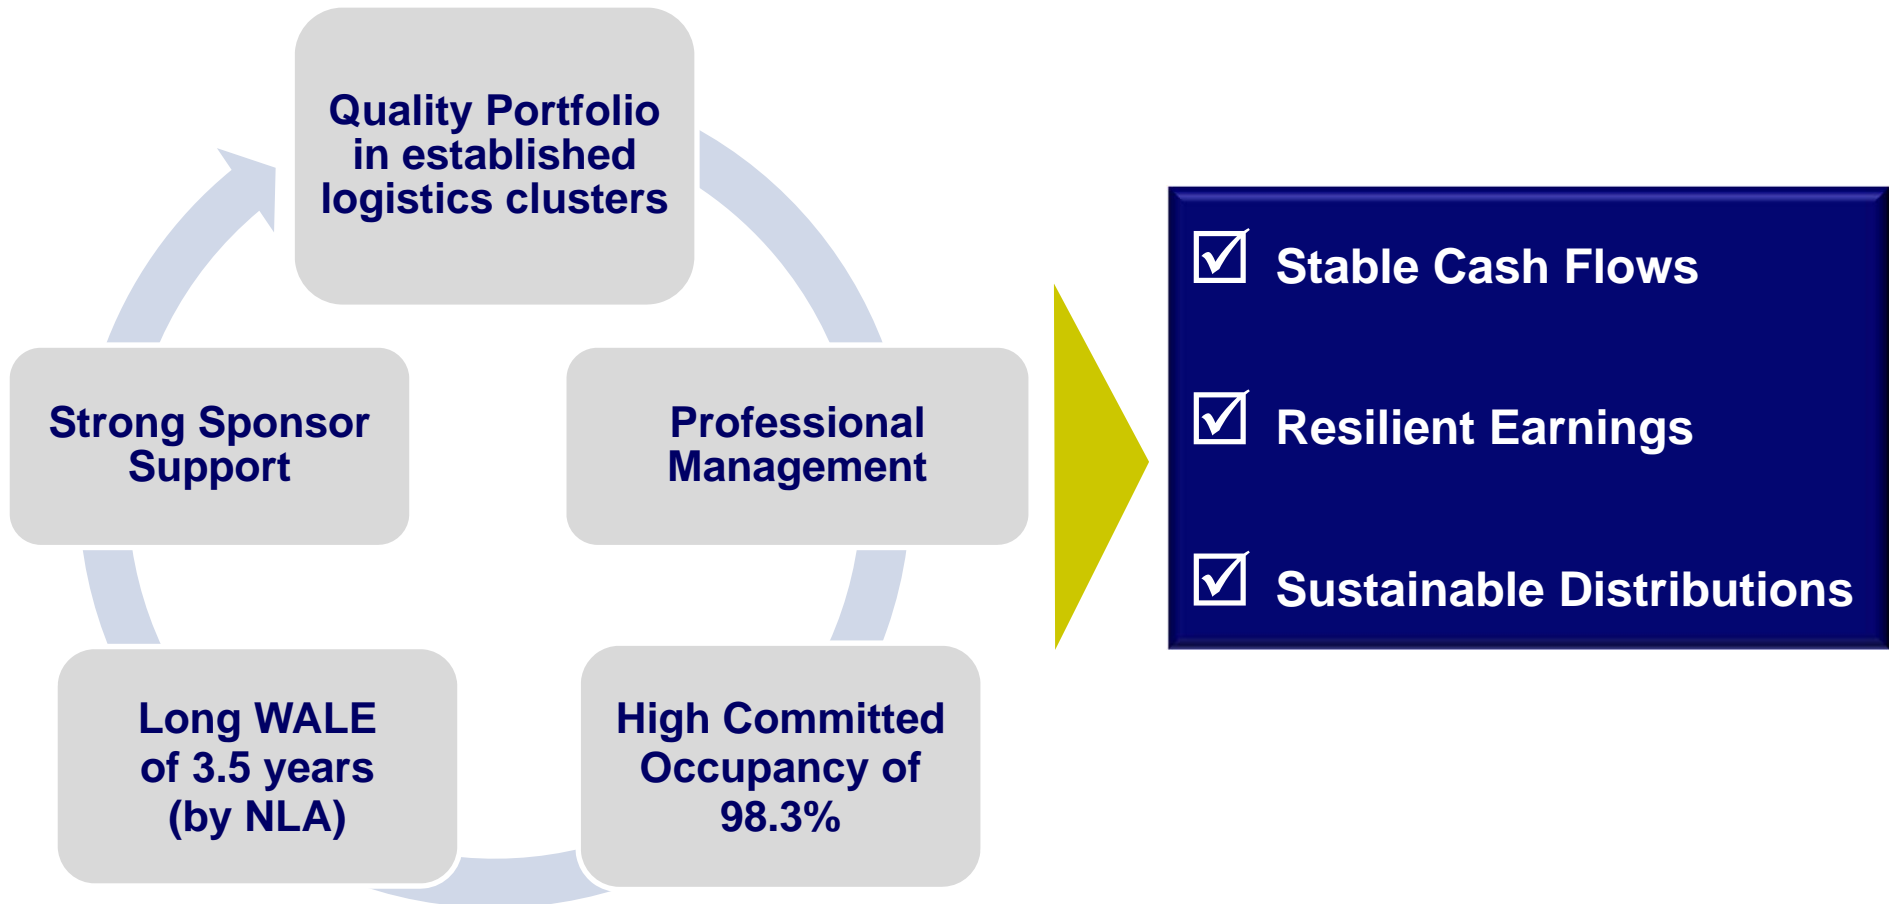 Quality Portfolio
in established
logistics clusters
Professional
Management
High Committed
Occupancy of
98.3%
Long WALE
of 3.5 years
(by NLA)
Strong Sponsor
Support
Stable Cash Flows
Resilient Earnings
Sustainable Distributions